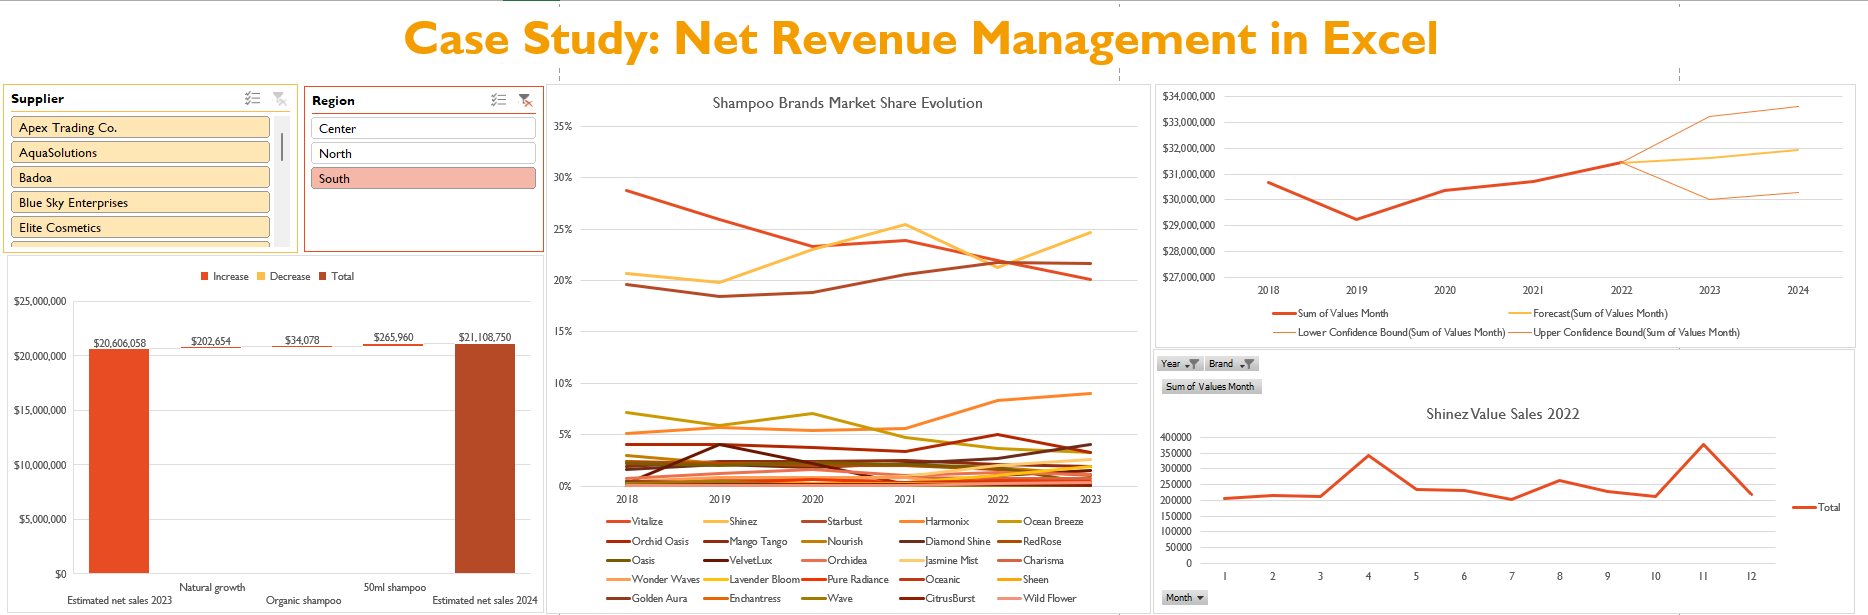 Case Study: Net Revenue Management in Excel
Supplier
Apex Trading Co.
AquaSolutions
Badoa
Blue Sky Enterprises
Elite Cosmetics
Region
Center
North
South
Increase Decrease Total
$25,000,000
$20,000,000
$15,000,000
$10,000,000
$5,000,000
$0
$20,606,058 $202,654 $34,078 $265,960 $21,108,750
Natural growth 50ml shampoo
Estimated net sales 2023 Organic shampoo Estimated net sales 2024
Shampoo Brands Market Share Evolution
35%
30%
25%
20%
15%
10%
5%
0%
2018 2019 2020 2021 2022 2023
Vitalize Shinez Starbust Harmonix Ocean Breeze
Orchid Oasis Mango Tango Nourish Diamond Shine RedRose
Oasis VelvetLux Orchidea Jasmine Mist Charisma
Wonder Waves Lavender Bloom Pure Radiance Oceanic Sheen
Golden Aura Enchantress Wave CitrusBurst Wild Flower
$34,000,000
$33,000,000
$32,000,000
$31,000,000
$30,000,000
$29,000,000
$28,000,000
$27,000,000
2018 2019 2020 2021 2022 2023 2024
Sum of Values Month Forecast(Sum of Values Month)
Lower Confidence Bound(Sum of Values Month) Upper Confidence Bound(Sum of Values Month)
Year Brand
Sum of Values Month
Shinez Value Sales 2022
400000
350000
300000
250000
200000
150000
100000
50000
0
1 2 3 4 5 6 7 8 9 10 11 12
Total
Month